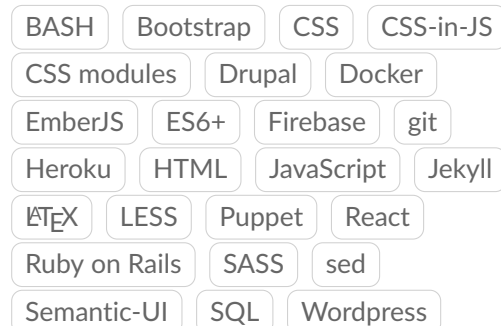 BASH Bootstrap CSS CSS-in-JS
CSS modules Drupal Docker
EmberJS ES6+ Firebase git
Heroku HTML JavaScript Jekyll
LATEX LESS Puppet React
Ruby on Rails SASS sed
Semantic-UI SQL Wordpress